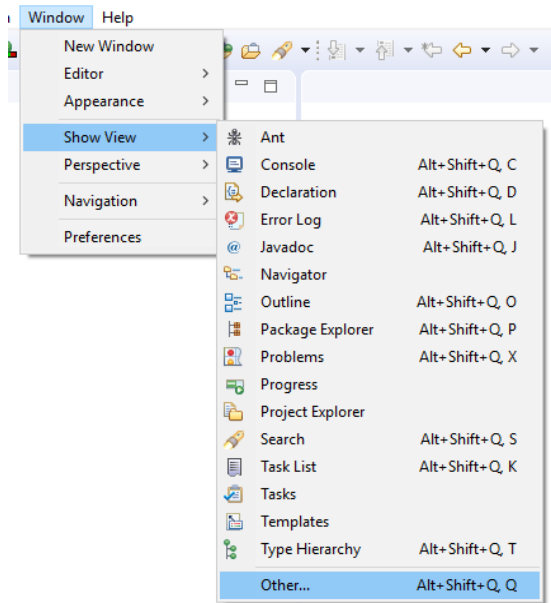 Window Help
New Window
Editor
Appearance
Show View
Perspective
Navigation
Preferences
Ant
Console Alt+Shift+Q, C
Declaration Alt+Shift+Q, D
Error Log Alt+Shift+Q, L
Javadoc Alt+Shift+Q, J
Navigator
Outline Alt+Shift+Q, O
Package Explorer Alt+Shift+Q, P
Problems Alt+Shift+Q, X
Progress
Project Explorer
Search Alt+Shift+Q, S
Task List Alt+Shift+Q, K
Tasks
Templates
Type Hierarchy Alt+Shift+Q, T
Other... Alt+Shift+Q, Q